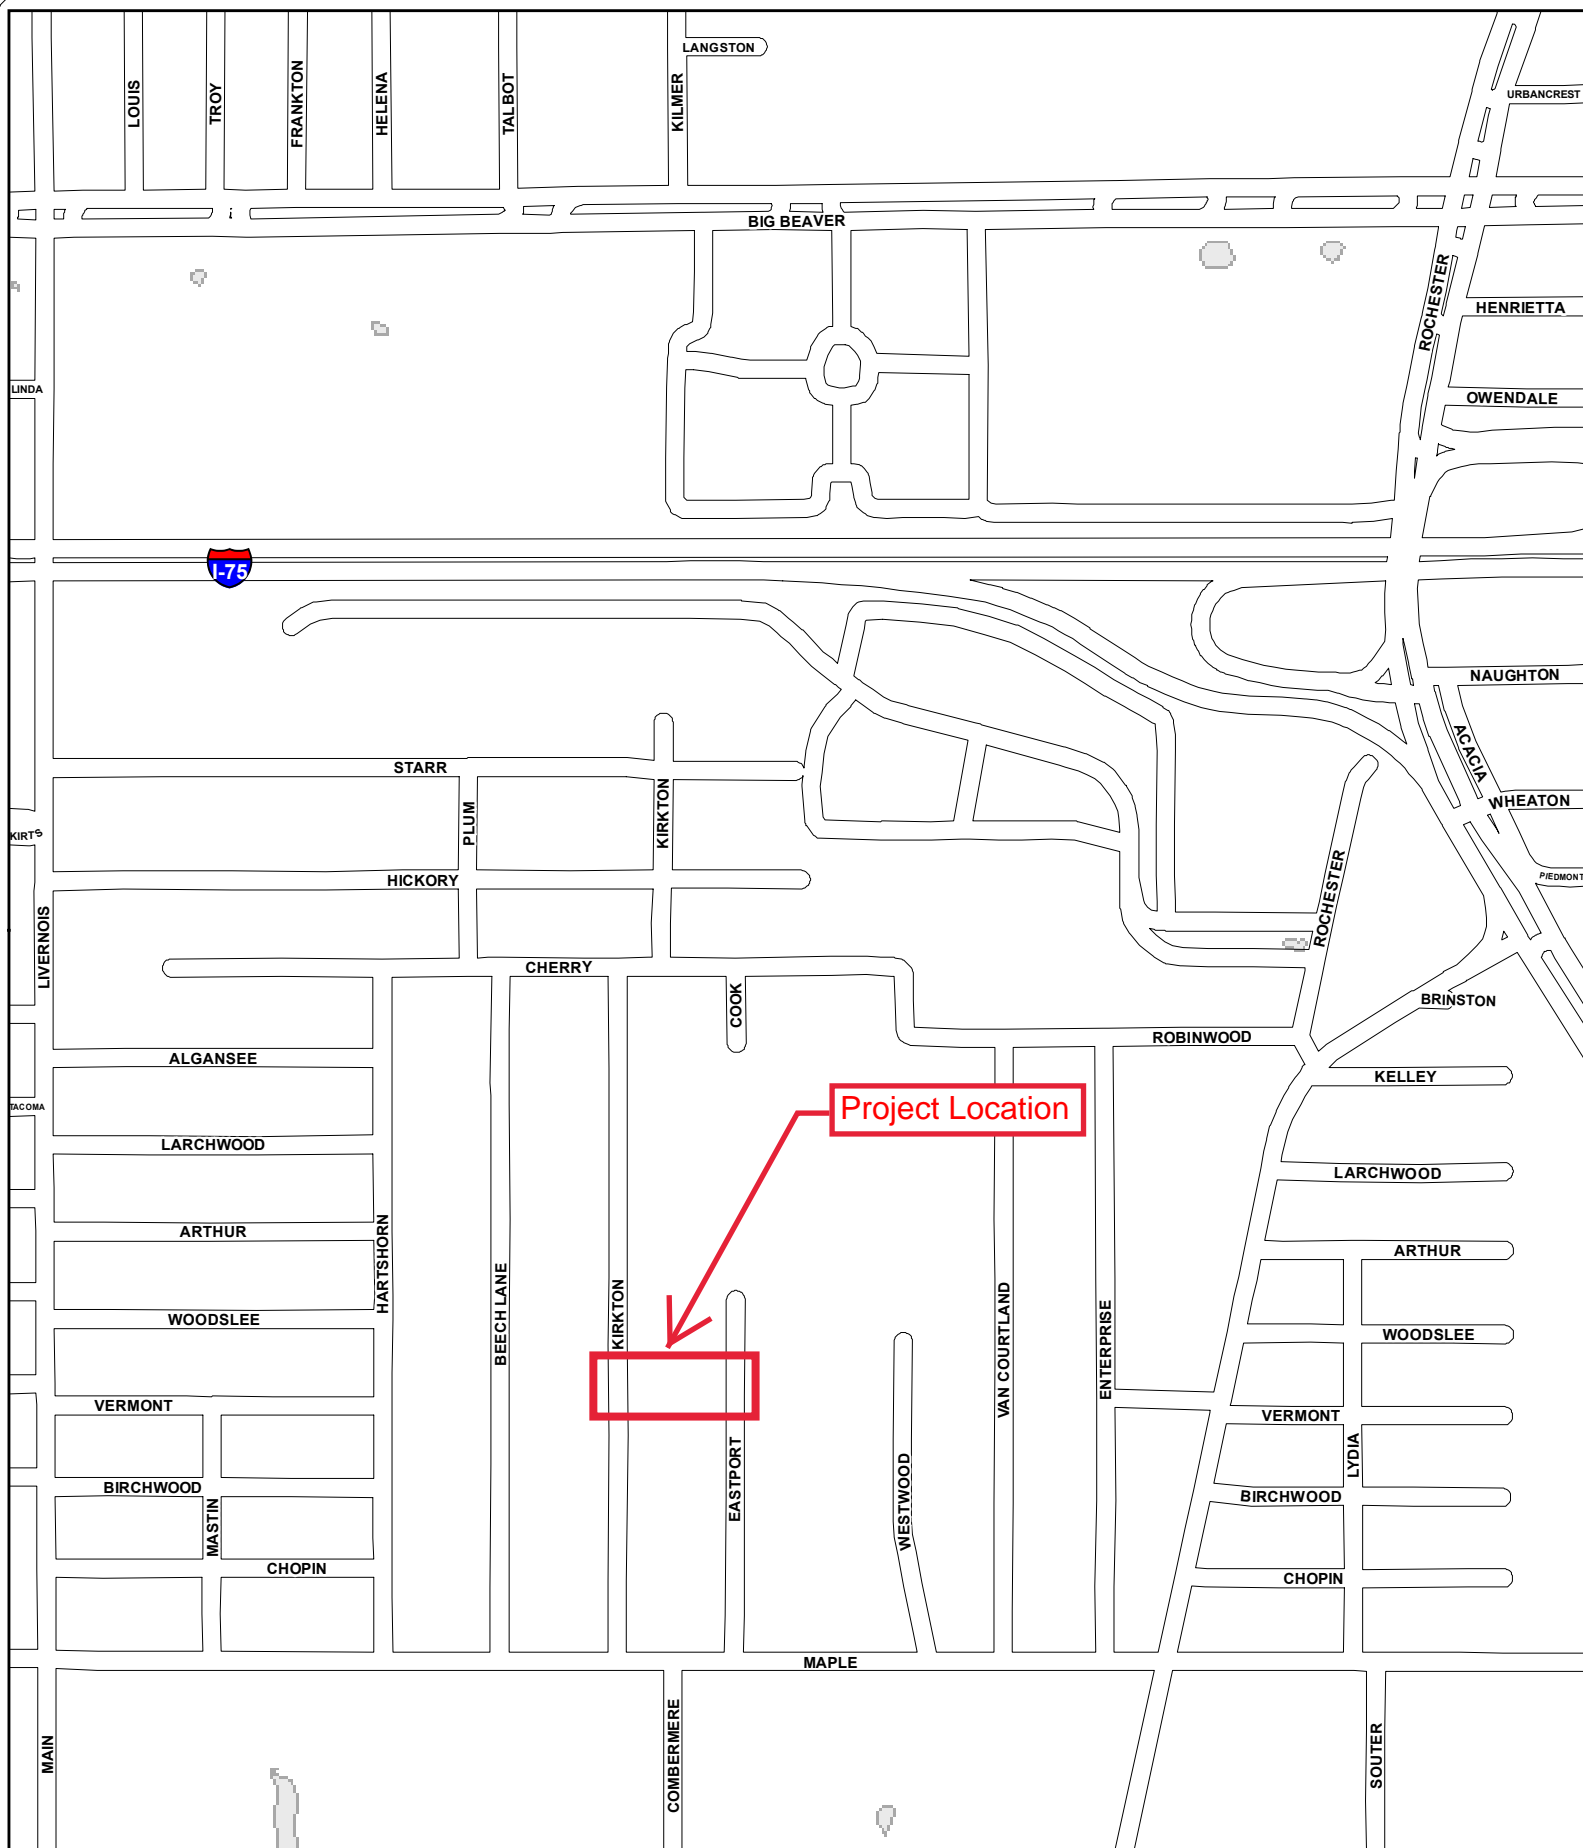 LANGSTON
LOUIS
TROY
FRANKTON
HELENA
TALBOT
KILMER
URBANCREST
BIG BEAVER
ROCHESTER
HENRIETTA
LINDA
OWENDALE
I-75
NAUGHTON
ACACIA
STARR
PLUM
KIRKTON
WHEATON
KIRTS
HICKORY
ROCHESTER
PIEDMONT
LIVERNOIS
CHERRY
COOK
BRINSTON
ROBINWOOD
ALGANSEE
KELLEY
TACOMA
Project Location
LARCHWOOD
LARCHWOOD
ARTHUR
HARTSHORN
ARTHUR
BEECH LANE
KIRKTON
VAN COURTLAND
ENTERPRISE
WOODSLEE
WOODSLEE
VERMONT
VERMONT
EASTPORT
WESTWOOD
LYDIA
BIRCHWOOD
BIRCHWOOD
MASTIN
CHOPIN
CHOPIN
MAPLE
MAIN
COMBERMERE
SOUTER